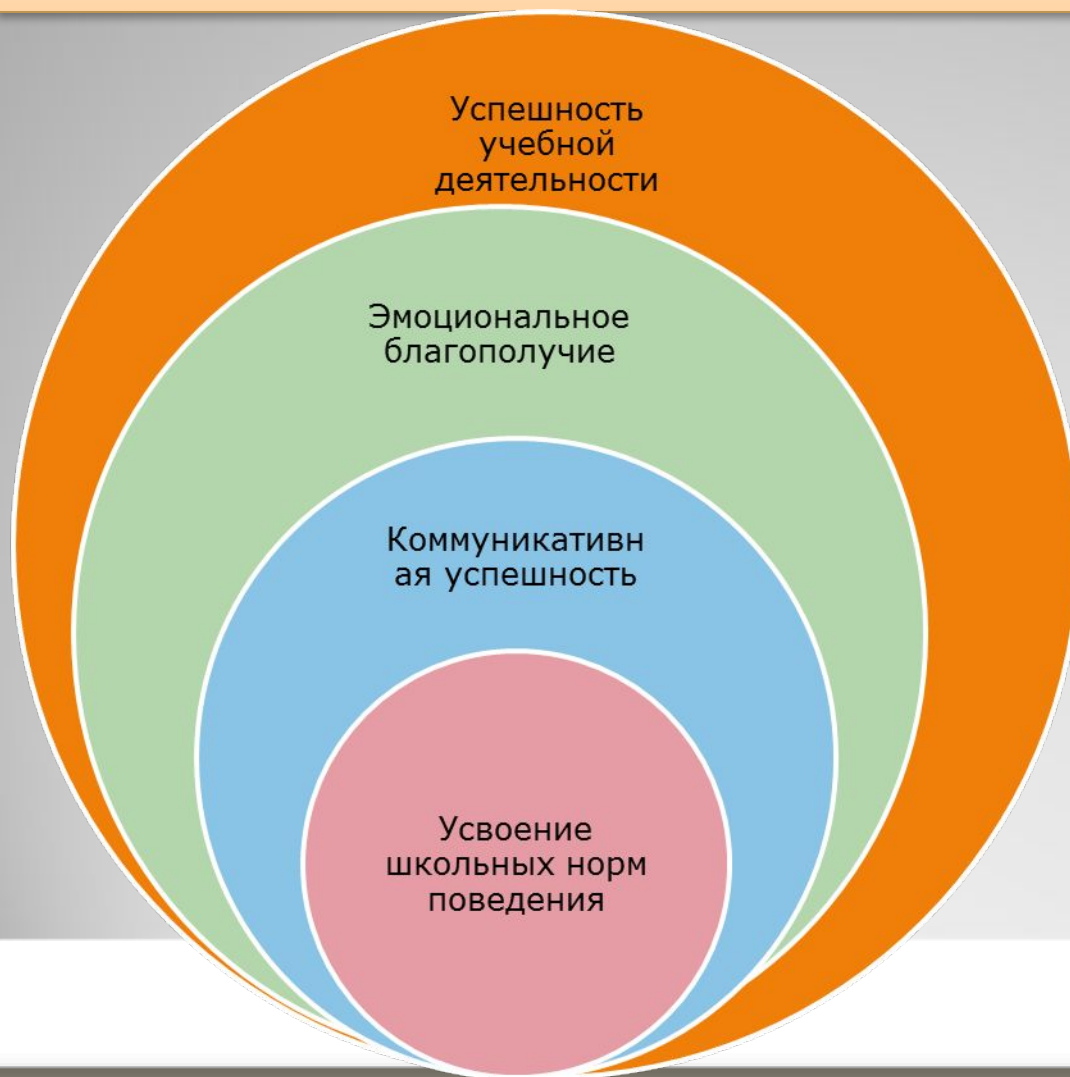 Успешность
учебной
деятельности
Эмоциональное
благополучие
Коммуникативн
ая успешность
Усвоение
школьных норм
поведения